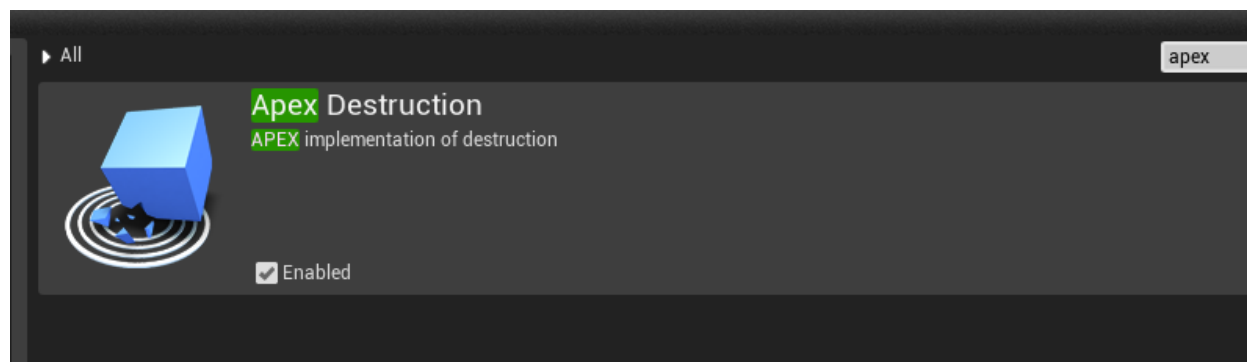 All
apex
Apex Destruction
APEX implementation of destruction
Enabled